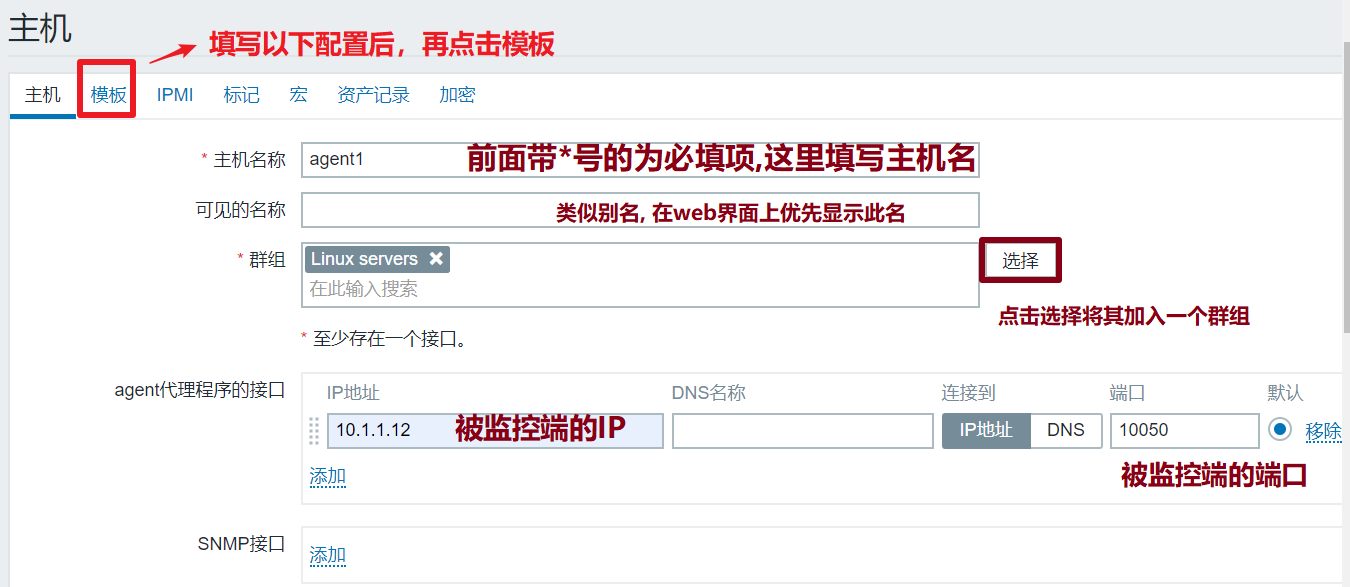 主机
填写以下配置后，再点击模板
主机 模板 IPMI 标记 宏 资产记录 加密
* 主机名称 agent1 前面带*号的为必填项,这里填写主机名
可见的名称 类似别名, 在web界面上优先显示此名
* 群组 Linux servers ✖ 选择
在此输入搜索
点击选择将其加入一个群组
* 至少存在一个接口。
agent代理程序的接口 IP地址 DNS名称 连接到 端口 默认
10.1.1.12 被监控端的IP IP地址 DNS 10050 移除
添加 被监控端的端口
SNMP接口 添加